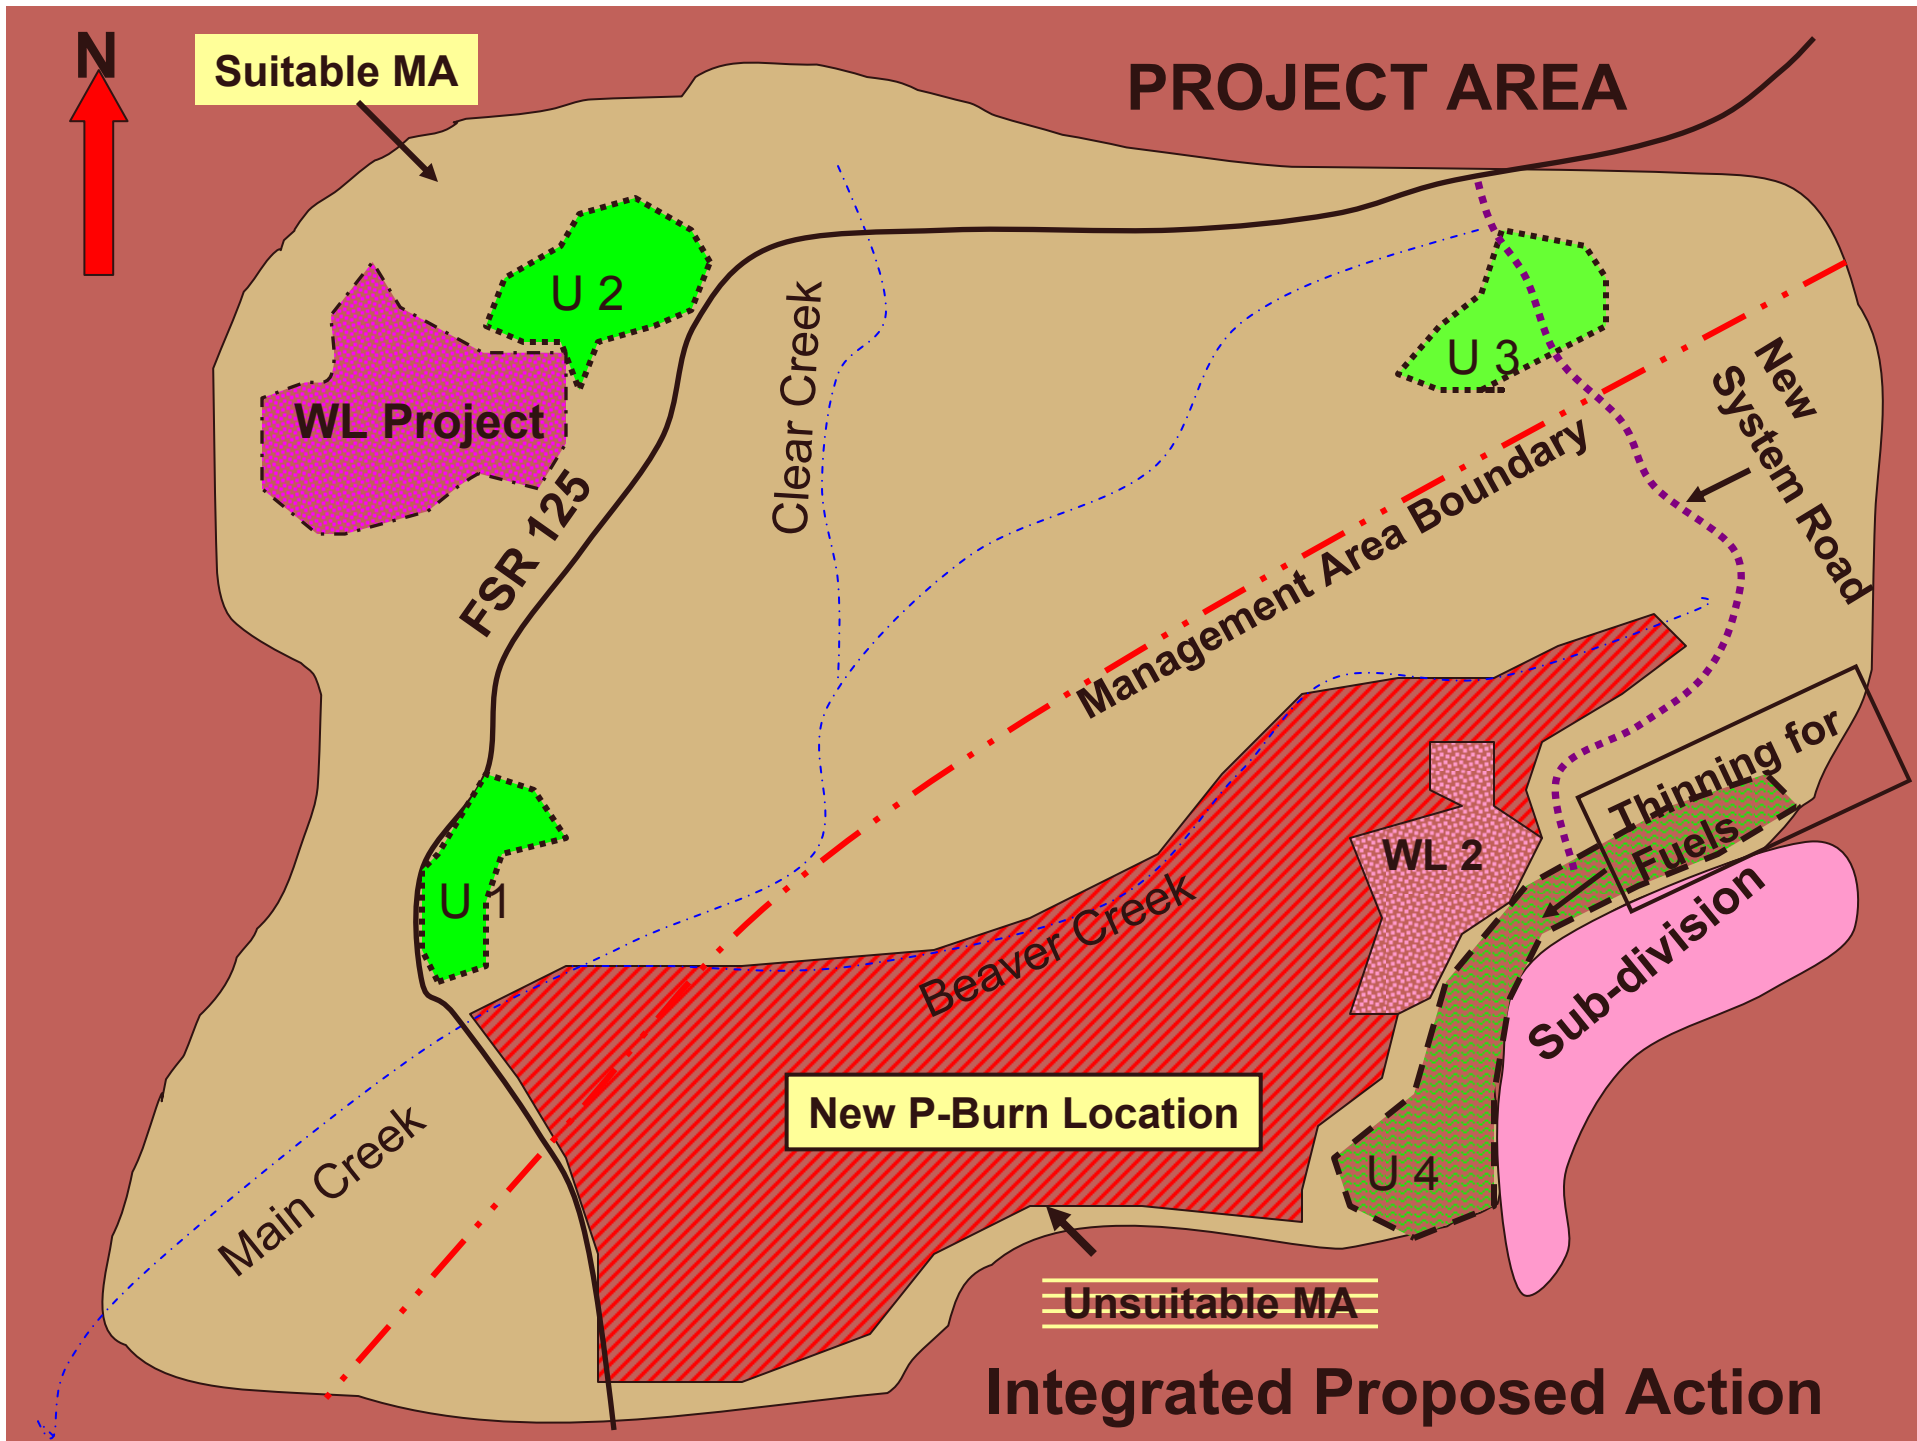 N
Suitable MA
PROJECT AREA
U 2
U 3
Clear Creek
New
System Road
WL Project
FSR 125
Management Area Boundary
Thinning for
Fuels
WL 2
U 1
Beaver Creek
Sub-division
New P-Burn Location
Main Creek
U 4
Unsuitable MA
Integrated Proposed Action